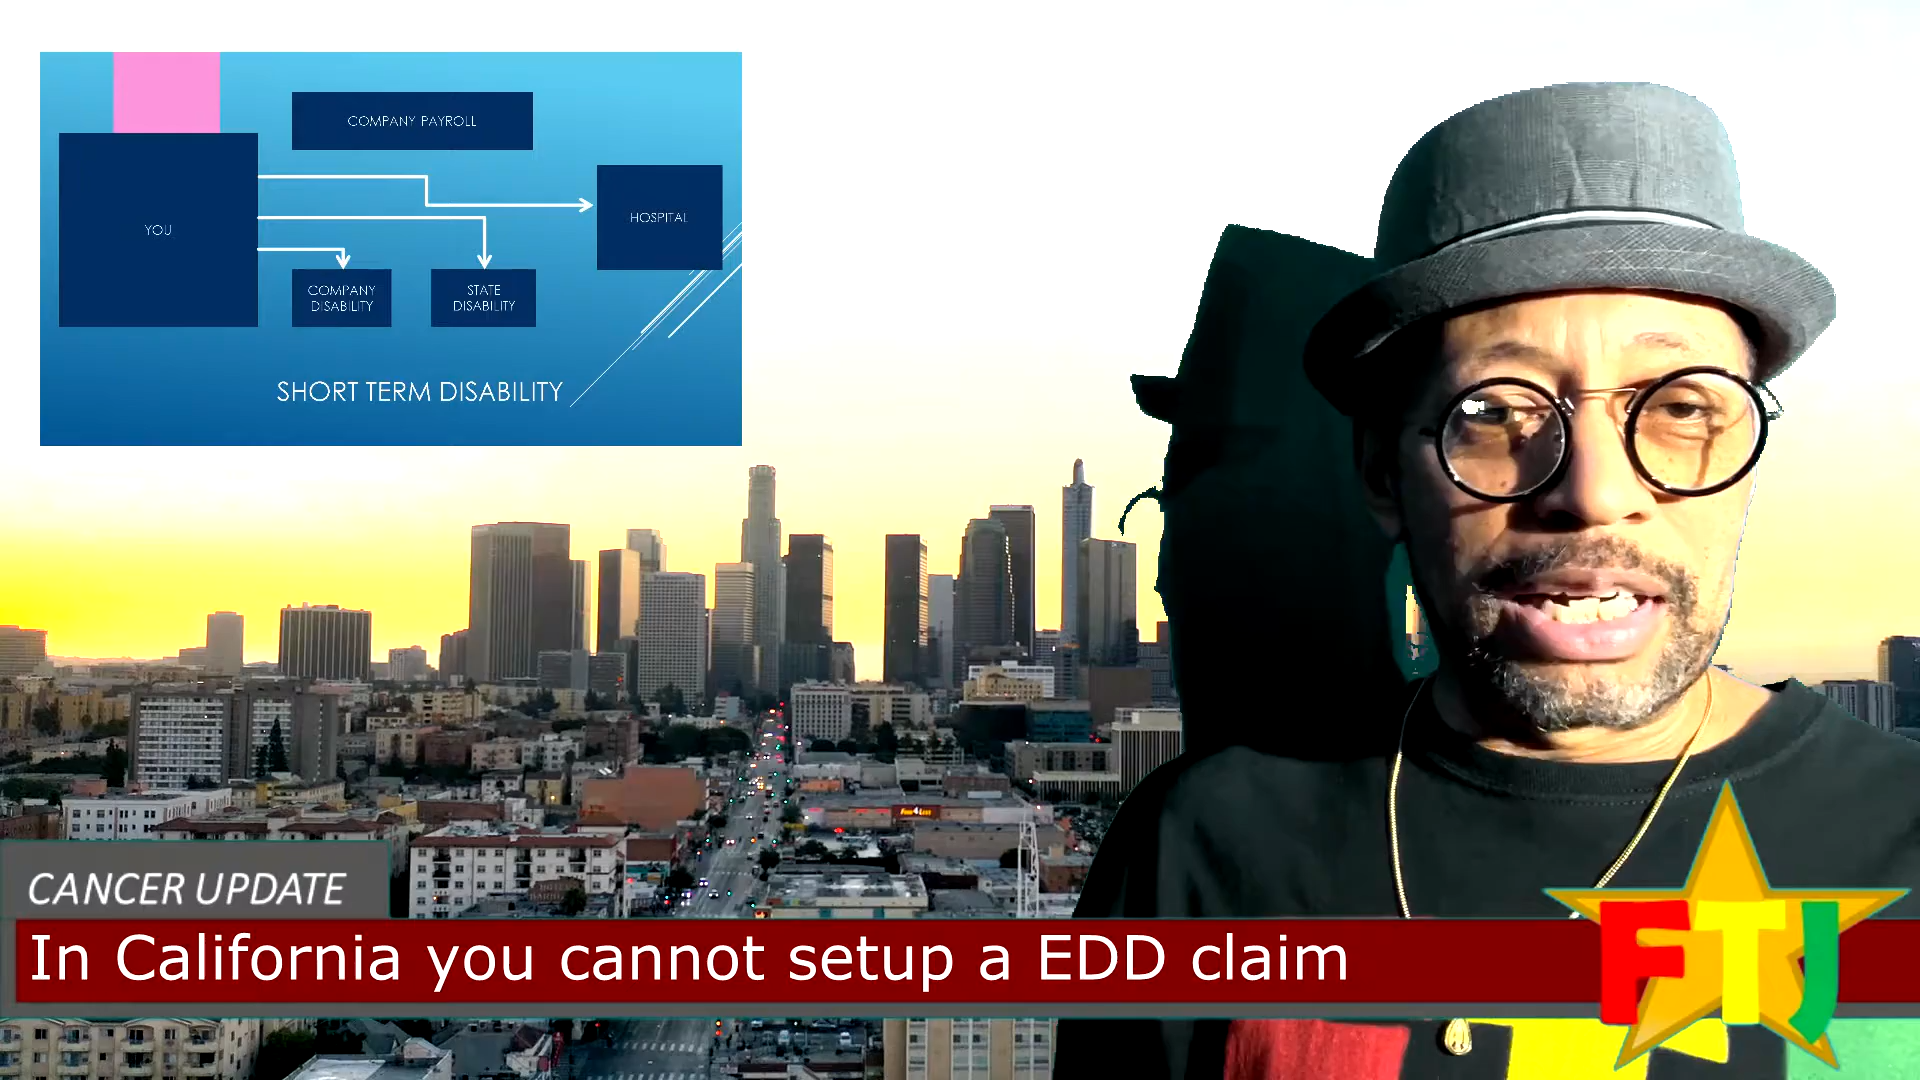 COMPANY PAYROLL
YOU
HOSPITAL
COMPANY
DISABILITY
STATE
DISABILITY
SHORT TERM DISABILITY
CANCER UPDATE
In California you cannot setup a EDD claim
FTJ